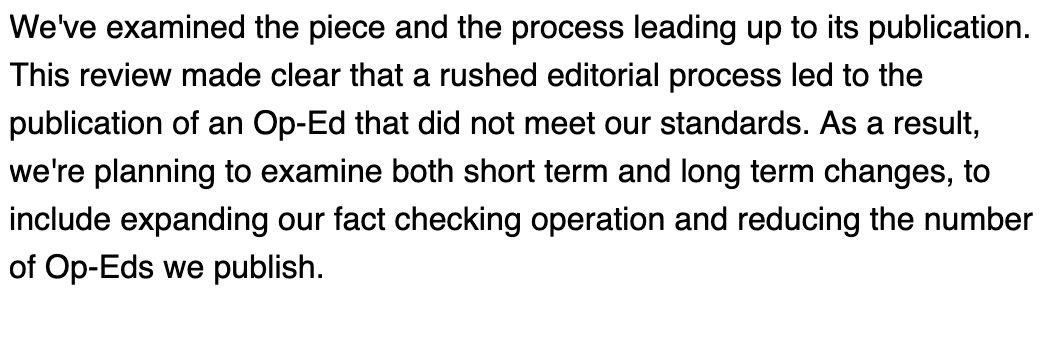 We've examined the piece and the process leading up to its publication.
This review made clear that a rushed editorial process led to the
publication of an Op-Ed that did not meet our standards. As a result,
we're planning to examine both short term and long term changes, to
include expanding our fact checking operation and reducing the number
of Op-Eds we publish.